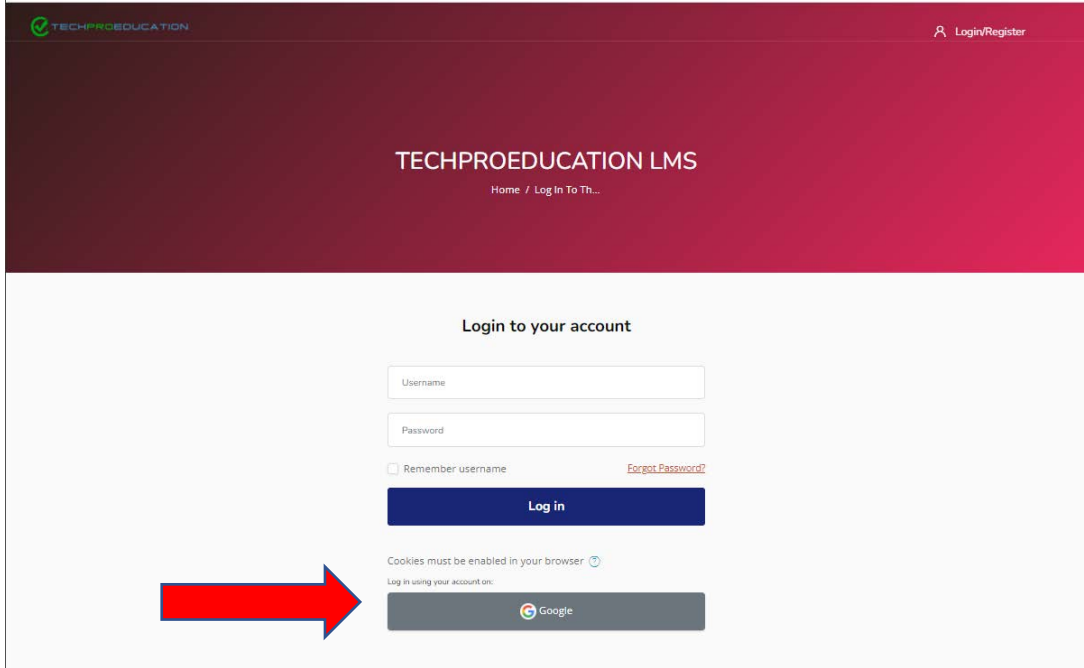 TECHPROEDUCATION
Login/Register
TECHPROEDUCATION LMS
Home / Log In To Th...
Login to your account
Username
Password
Remember username
Forgot Password?
Log in
Cookies must be enabled in your browser
Log in using your account on:
Google